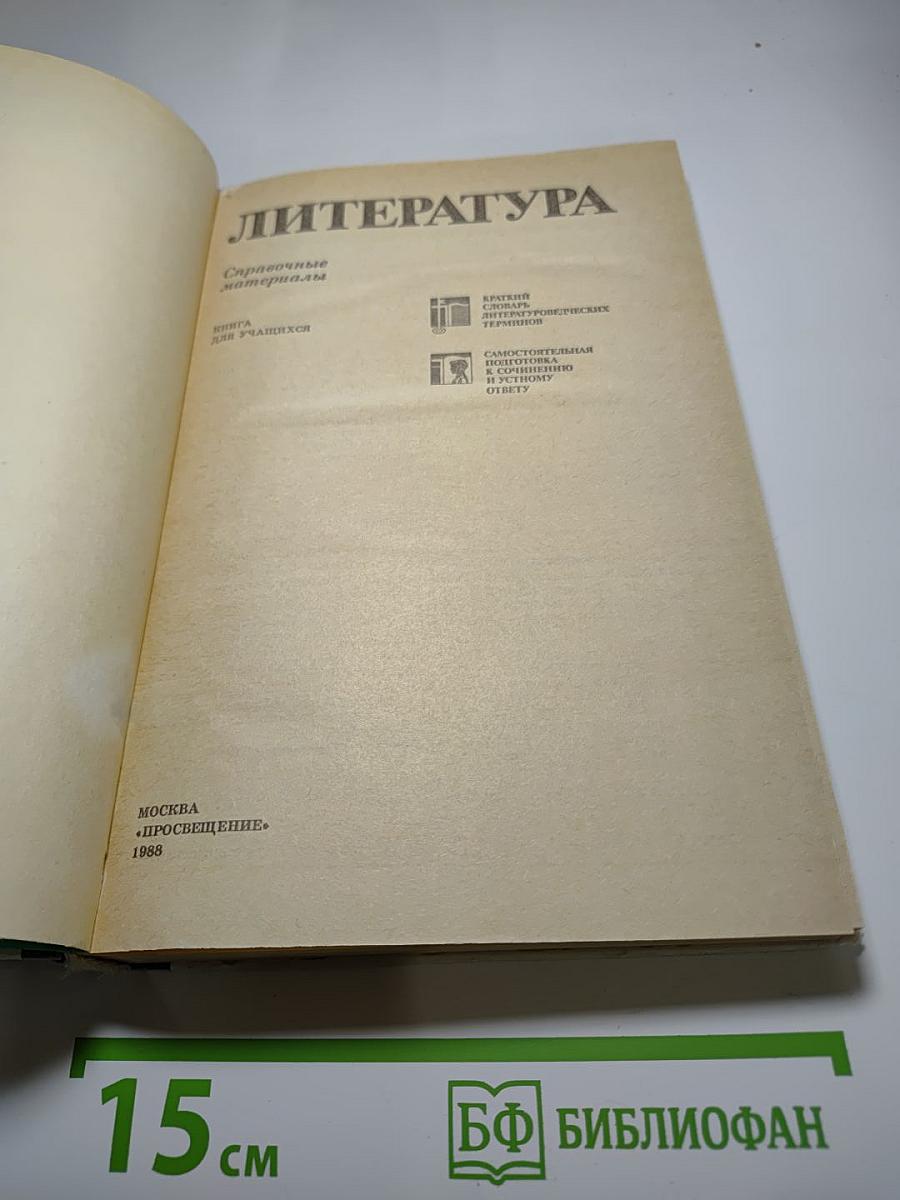 ЛИТЕРАТУРА
Справочные
материалы
КНИГА
ДЛЯ УЧАЩИХСЯ
КРАТКИЙ
СЛОВАРЬ
ЛИТЕРАТУРОВЕДЧЕСКИХ
ТЕРМИНОВ
САМОСТОЯТЕЛЬНАЯ
ПОДГОТОВКА
К СОЧИНЕНИЮ
И УСТНОМУ
ОТВЕТУ
МОСКВА
«ПРОСВЕЩЕНИЕ»
1988
15 см
БФ БИБЛИОФАН